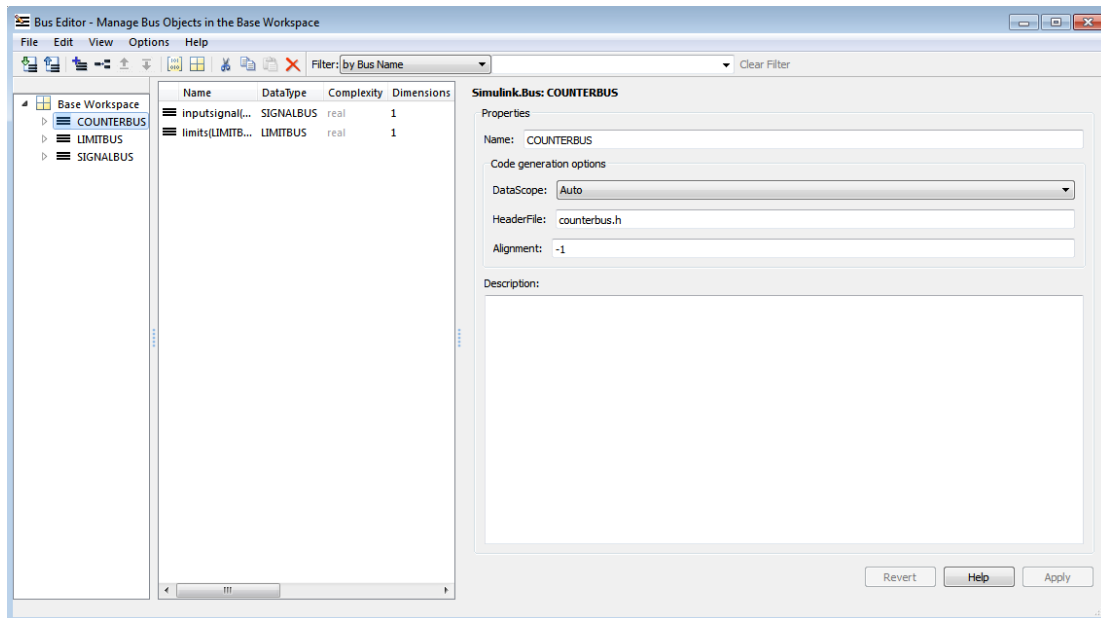 Bus Editor - Manage Bus Objects in the Base Workspace
File Edit View Options Help
Filter: by Bus Name Clear Filter
Base Workspace
COUNTERBUS
LIMITBUS
SIGNALBUS
Name DataType Complexity Dimensions
inputsignal(... SIGNALBUS real 1
limits(LIMITB... LIMITBUS real 1
Simulink.Bus: COUNTERBUS
Properties
Name: COUNTERBUS
Code generation options
DataScope: Auto
HeaderFile: counterbus.h
Alignment: -1
Description:
Revert Help Apply